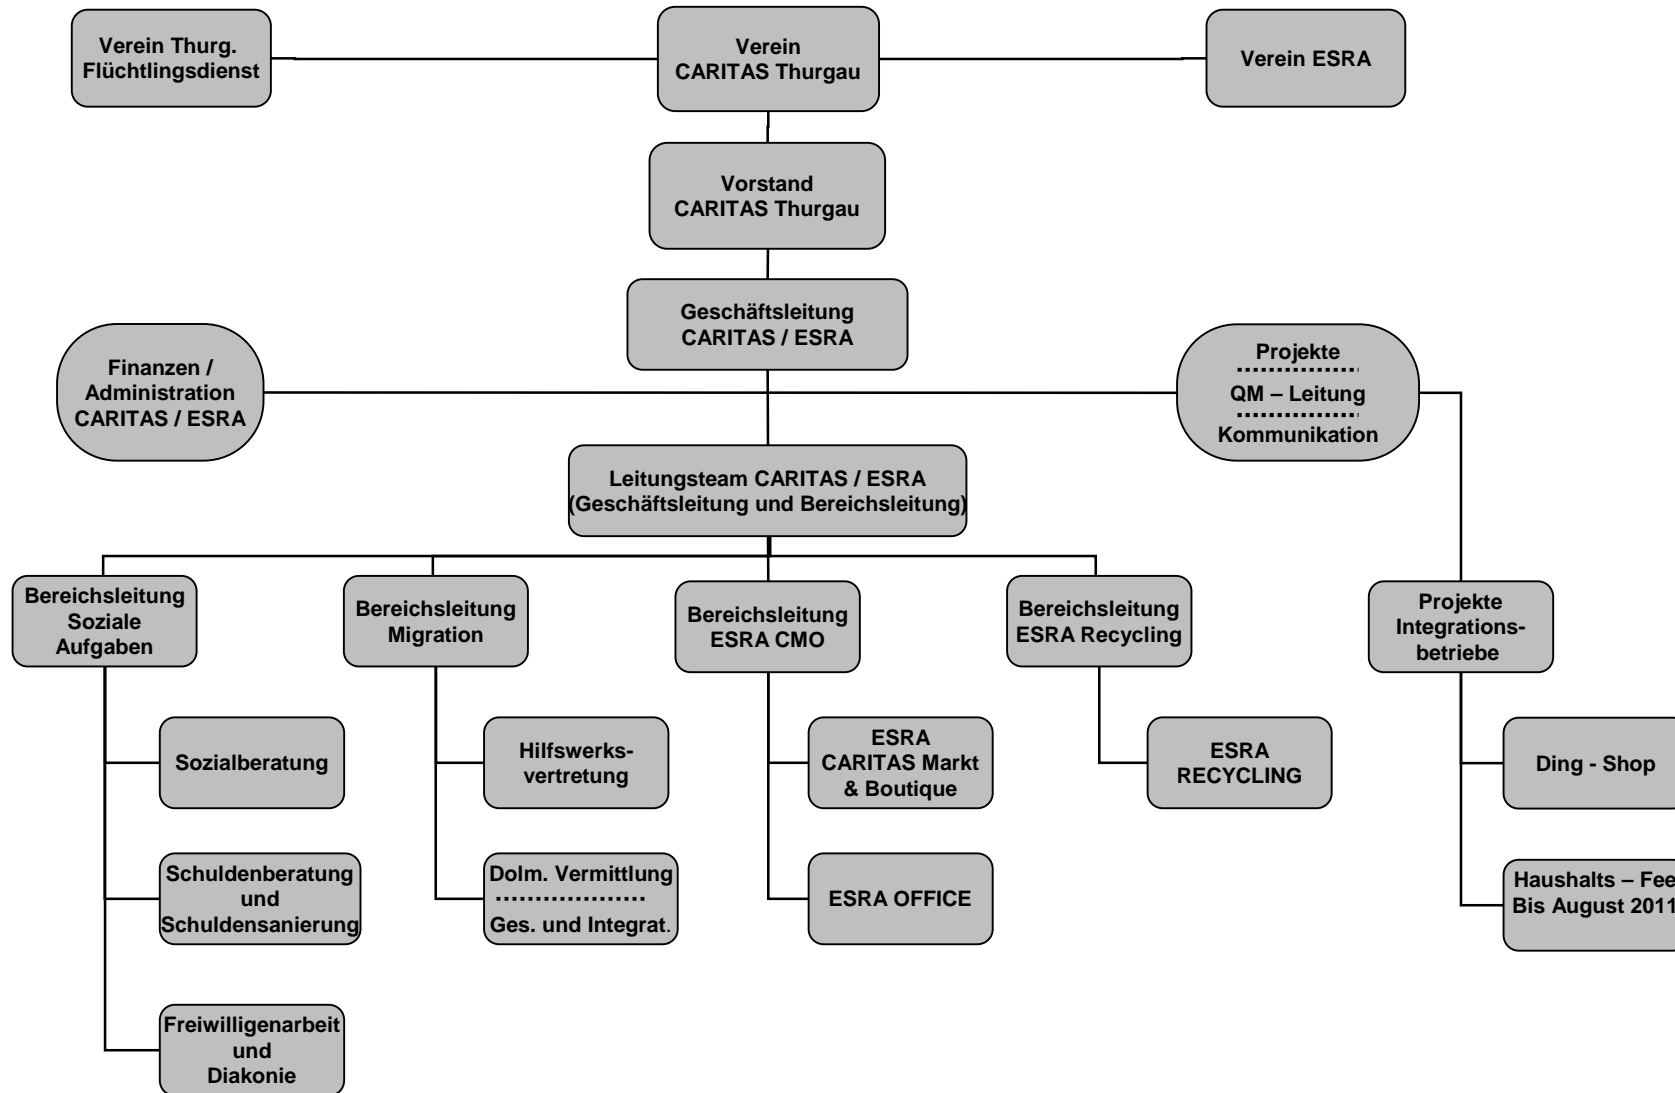 Verein Thurg.
Flüchtlingsdienst
Verein
CARITAS Thurgau
Verein ESRA
Vorstand
CARITAS Thurgau
Geschäftsleitung
CARITAS / ESRA
Finanzen /
Administration
CARITAS / ESRA
Projekte
QM – Leitung
Kommunikation
Leitungsteam CARITAS / ESRA
(Geschäftsleitung und Bereichsleitung)
Bereichsleitung
Soziale
Aufgaben
Bereichsleitung
Migration
Bereichsleitung
ESRA CMO
Bereichsleitung
ESRA Recycling
Projekte
Integrations-
betriebe
Sozialberatung
Hilfswerks-
vertretung
ESRA
CARITAS Markt
& Boutique
ESRA
RECYCLING
Ding - Shop
Schuldenberatung
und
Schuldensanierung
Dolm. Vermittlung
Ges. und Integrat.
ESRA OFFICE
Haushalts – Fee
Bis August 2011
Freiwilligenarbeit
und
Diakonie